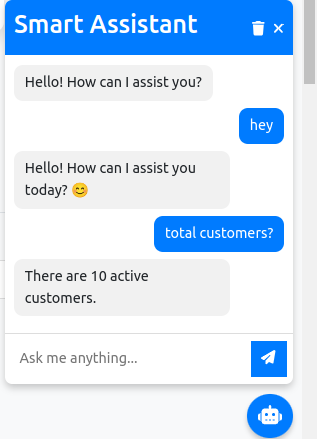 Smart Assistant
Hello! How can I assist you?
hey
Hello! How can I assist you
today? 😊
total customers?
There are 10 active
customers.
Ask me anything...